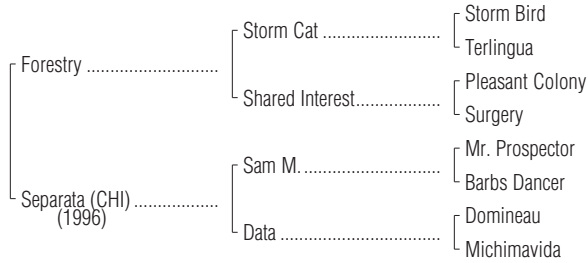 Storm Bird
Storm Cat ........................
Terlingua
Forestry ...........................
Pleasant Colony
Shared Interest.................
Surgery
Mr. Prospector
Sam M. ............................
Barbs Dancer
Separata (CHI) .................
(1996)
Domineau
Data .................................
Michimavida